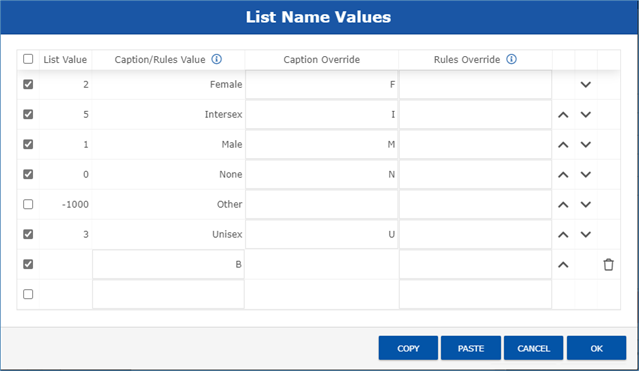 List Name Values
List Value Caption/Rules Value Caption Override Rules Override
2 Female F
5 Intersex I
1 Male M
0 None N
-1000 Other
3 Unisex U
B
COPY PASTE CANCEL OK